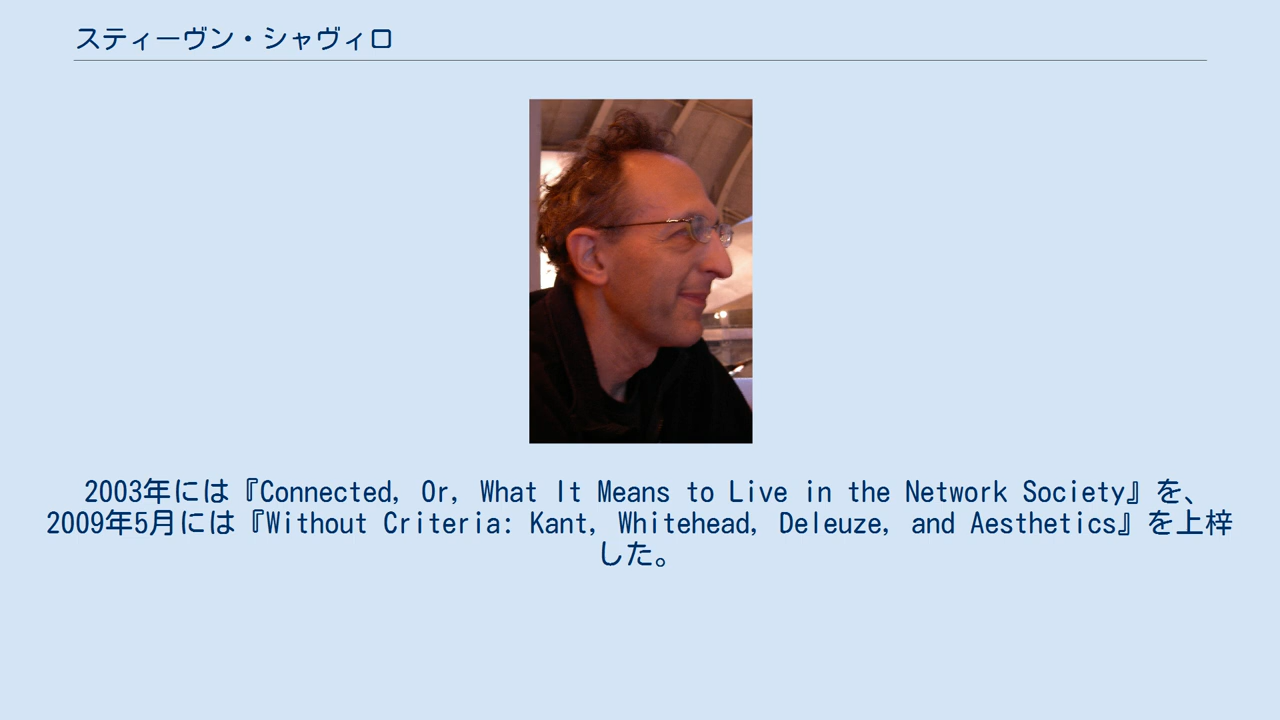 スティーヴン・シャヴィロ
2003年には『Connected, Or, What It Means to Live in the Network Society』を、
2009年5月には『Without Criteria: Kant, Whitehead, Deleuze, and Aesthetics』を上梓
した。